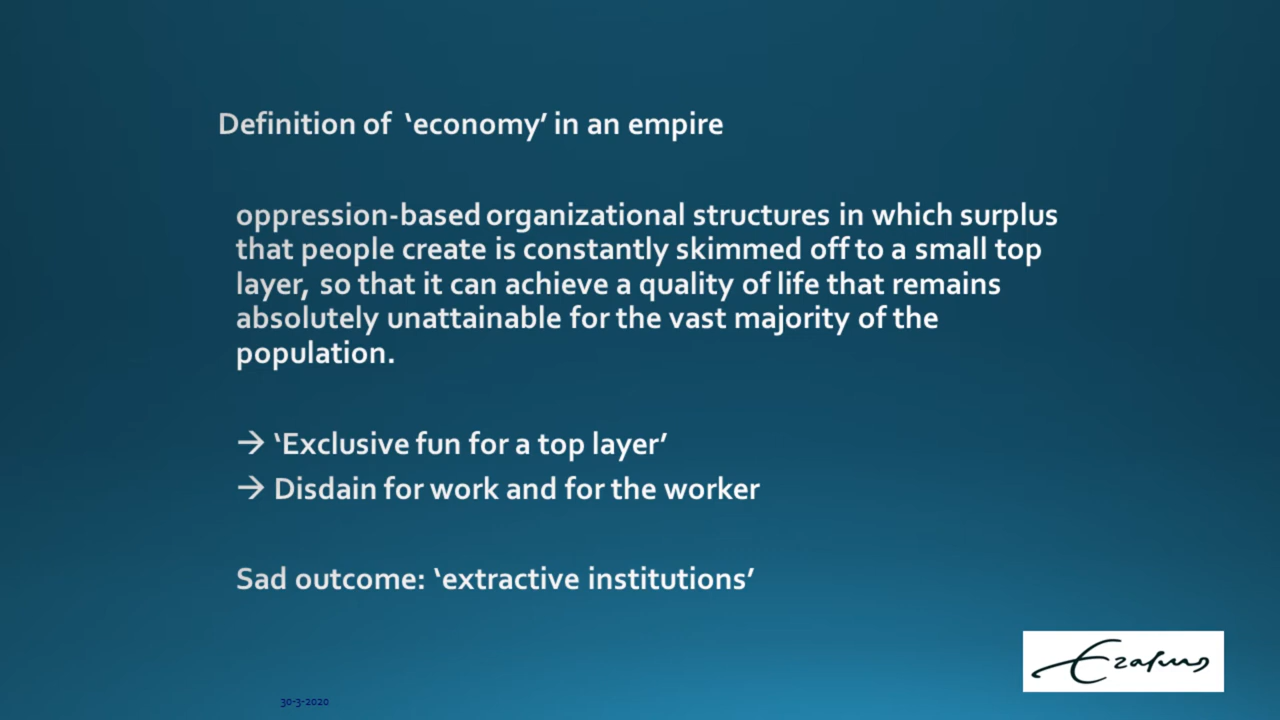 Definition of ‘economy’ in an empire
oppression-based organizational structures in which surplus
that people create is constantly skimmed off to a small top
layer, so that it can achieve a quality of life that remains
absolutely unattainable for the vast majority of the
population.
→ ‘Exclusive fun for a top layer’
→ Disdain for work and for the worker
Sad outcome: ‘extractive institutions’
Erasmus
30-3-2020